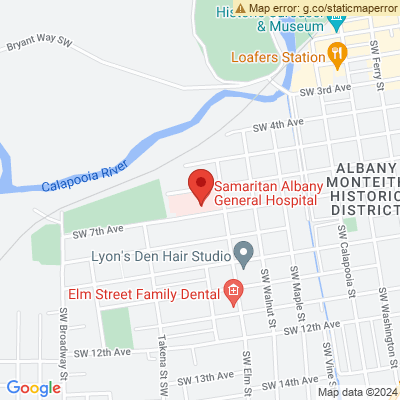 Map error: g.co/staticmaperror
Historic Carousel
& Museum
Bryant Way SW
Loafers Station
SW Ferry St
SW 3rd Ave
SW 4th Ave
Calapooia River
ALBANY
MONTEITH
HISTORIC
DISTRICT
Samaritan Albany
General Hospital
SW 7th Ave
Lyon's Den Hair Studio
Elm Street Family Dental
SW Calapooia St
SW Walnut St
SW Maple St
SW Washington St
SW 12th Ave
SW 12th Ave
SW Broadway St
Takena St SW
SW Elm St
SW Vine St
SW 13th Ave
SW 14th Ave
Google
Map data ©2024